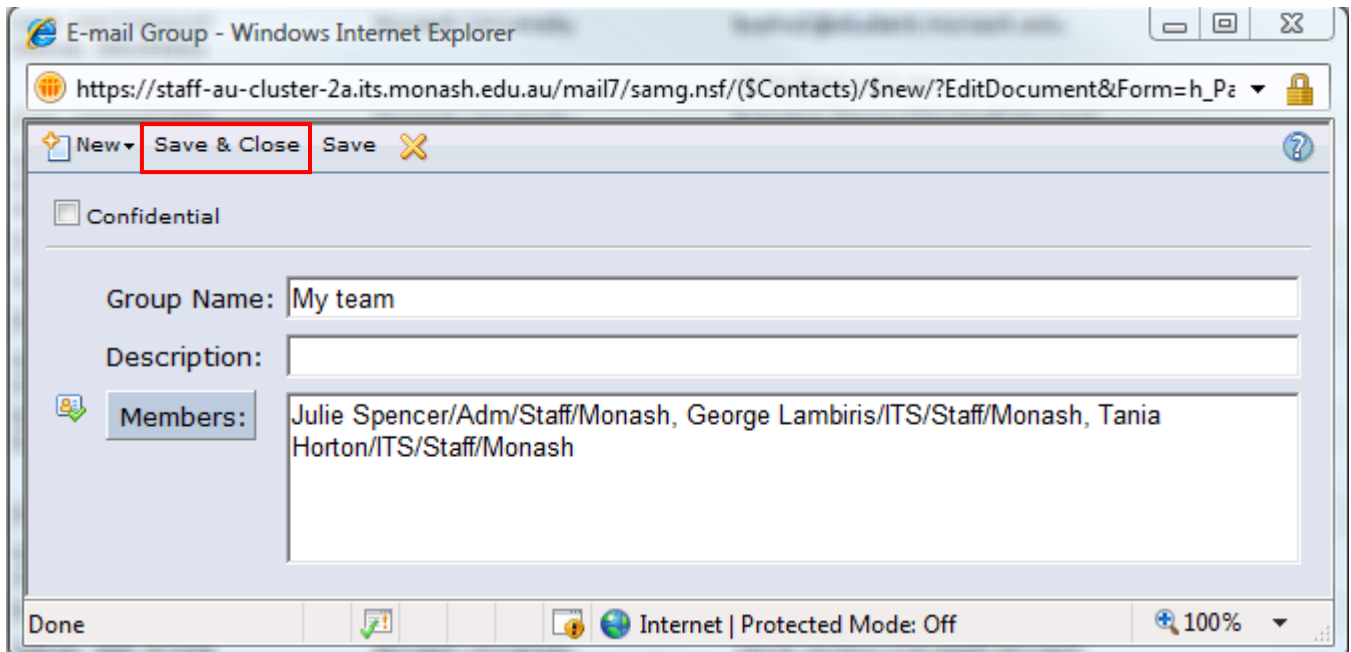 E-mail Group - Windows Internet Explorer
https://staff-au-cluster-2a.its.monash.edu.au/mail7/samg.nsf/($Contacts)/$new/?EditDocument&Form=h_Pa
New Save & Close Save
Confidential
Group Name: My team
Description:
Members: Julie Spencer/Adm/Staff/Monash, George Lambiris/ITS/Staff/Monash, Tania
Horton/ITS/Staff/Monash
Done Internet | Protected Mode: Off 100%